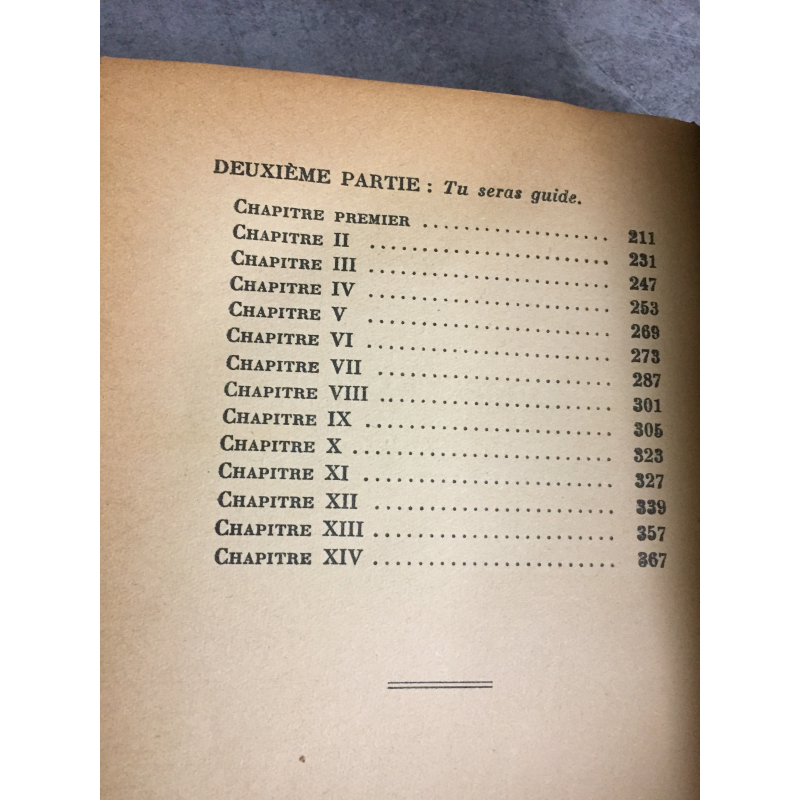 DEUXIÈME PARTIE : Tu seras guide.
CHAPITRE PREMIER .................... 211
CHAPITRE II .......................... 231
CHAPITRE III .......................... 247
CHAPITRE IV .......................... 253
CHAPITRE V .......................... 269
CHAPITRE VI .......................... 273
CHAPITRE VII ......................... 287
CHAPITRE VIII ......................... 301
CHAPITRE IX .......................... 305
CHAPITRE X ............................ 323
CHAPITRE XI ........................... 327
CHAPITRE XII .......................... 339
CHAPITRE XIII .......................... 357
CHAPITRE XIV .......................... 367